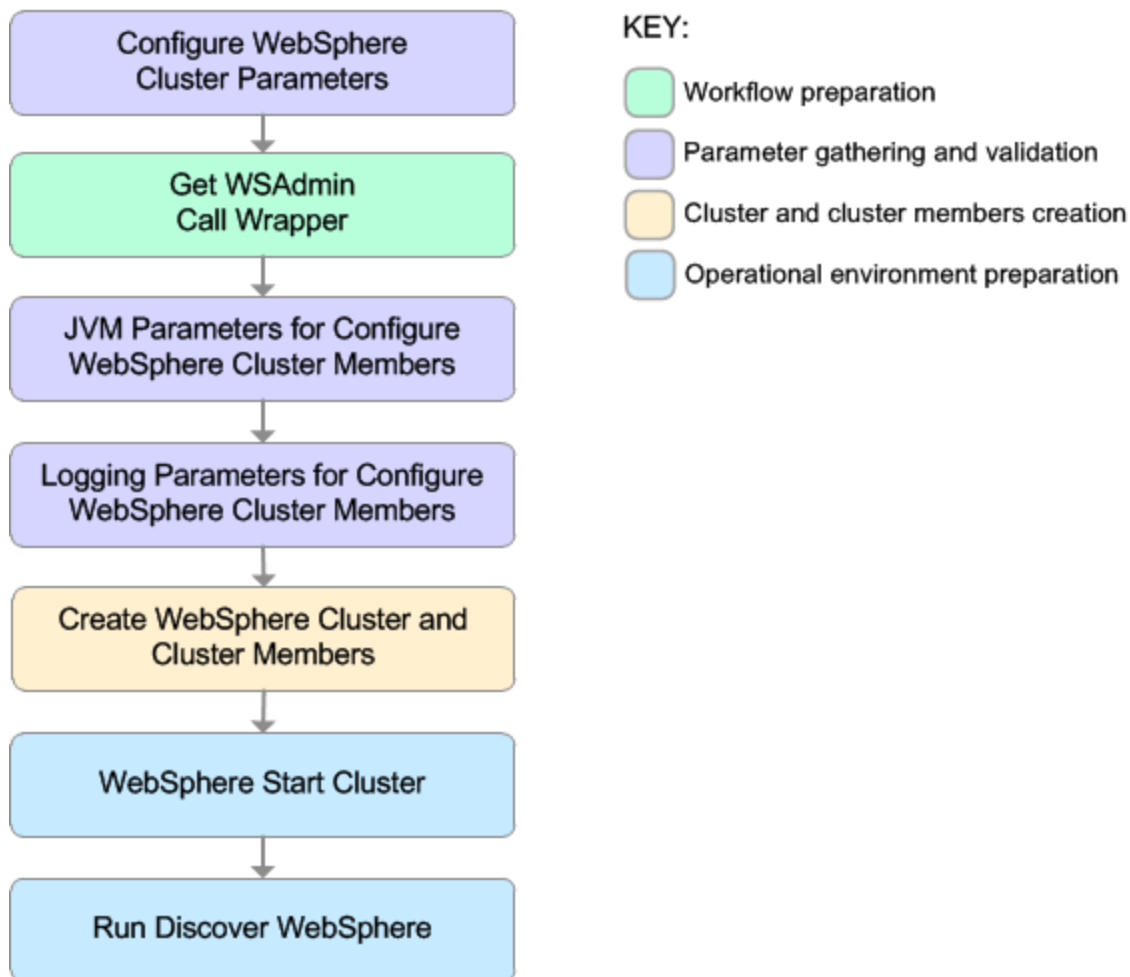 Configure WebSphere
Cluster Parameters
Get WSAdmin
Call Wrapper
JVM Parameters for Configure
WebSphere Cluster Members
Logging Parameters for Configure
WebSphere Cluster Members
Create WebSphere Cluster and
Cluster Members
WebSphere Start Cluster
Run Discover WebSphere
KEY:
Workflow preparation
Parameter gathering and validation
Cluster and cluster members creation
Operational environment preparation